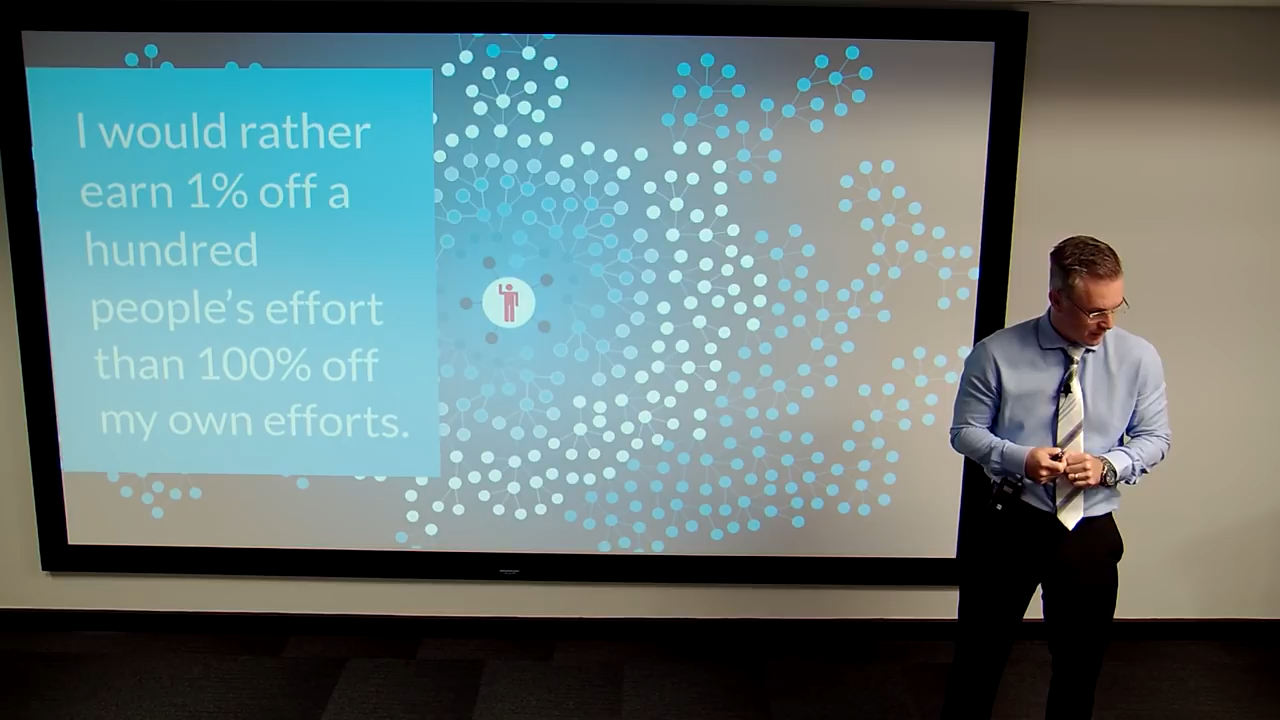 I would rather
earn 1% off a
hundred
people’s effort
than 100% off
my own efforts.